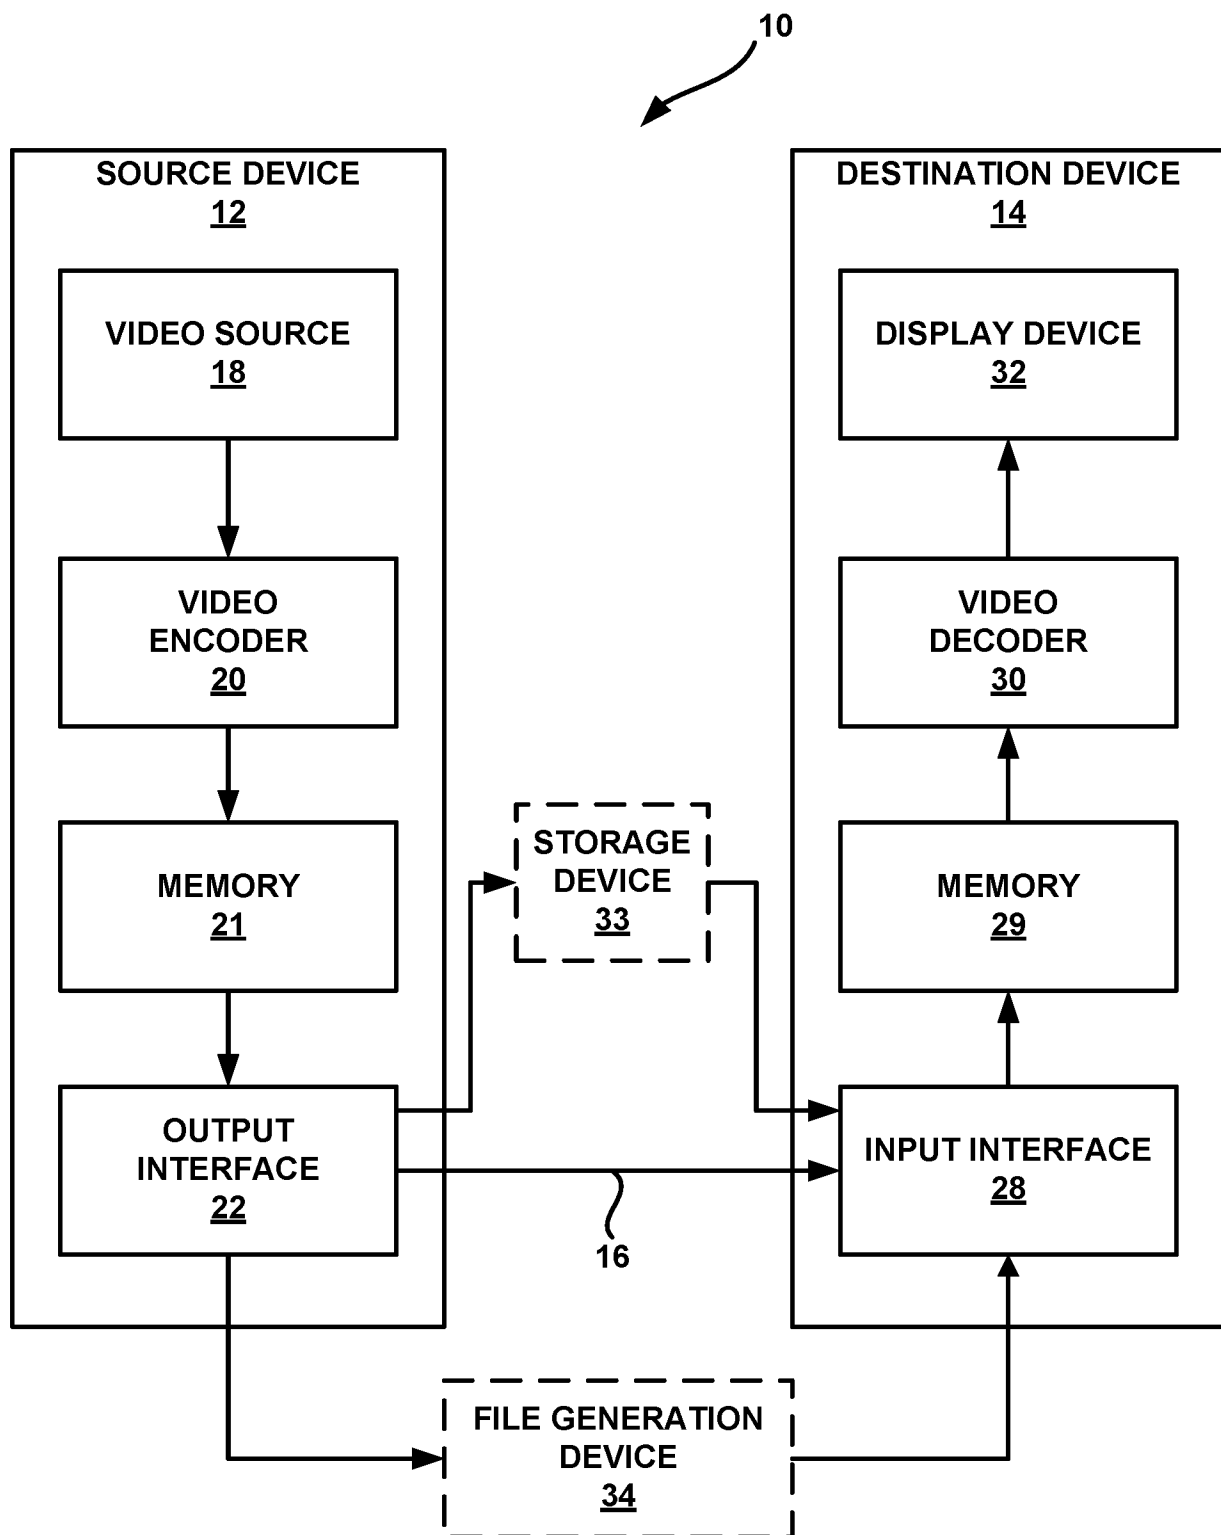 10
SOURCE DEVICE
12
VIDEO SOURCE
18
VIDEO
ENCODER
20
MEMORY
21
OUTPUT
INTERFACE
22
STORAGE
DEVICE
33
16
FILE GENERATION
DEVICE
34
DESTINATION DEVICE
14
DISPLAY DEVICE
32
VIDEO
DECODER
30
MEMORY
29
INPUT INTERFACE
28